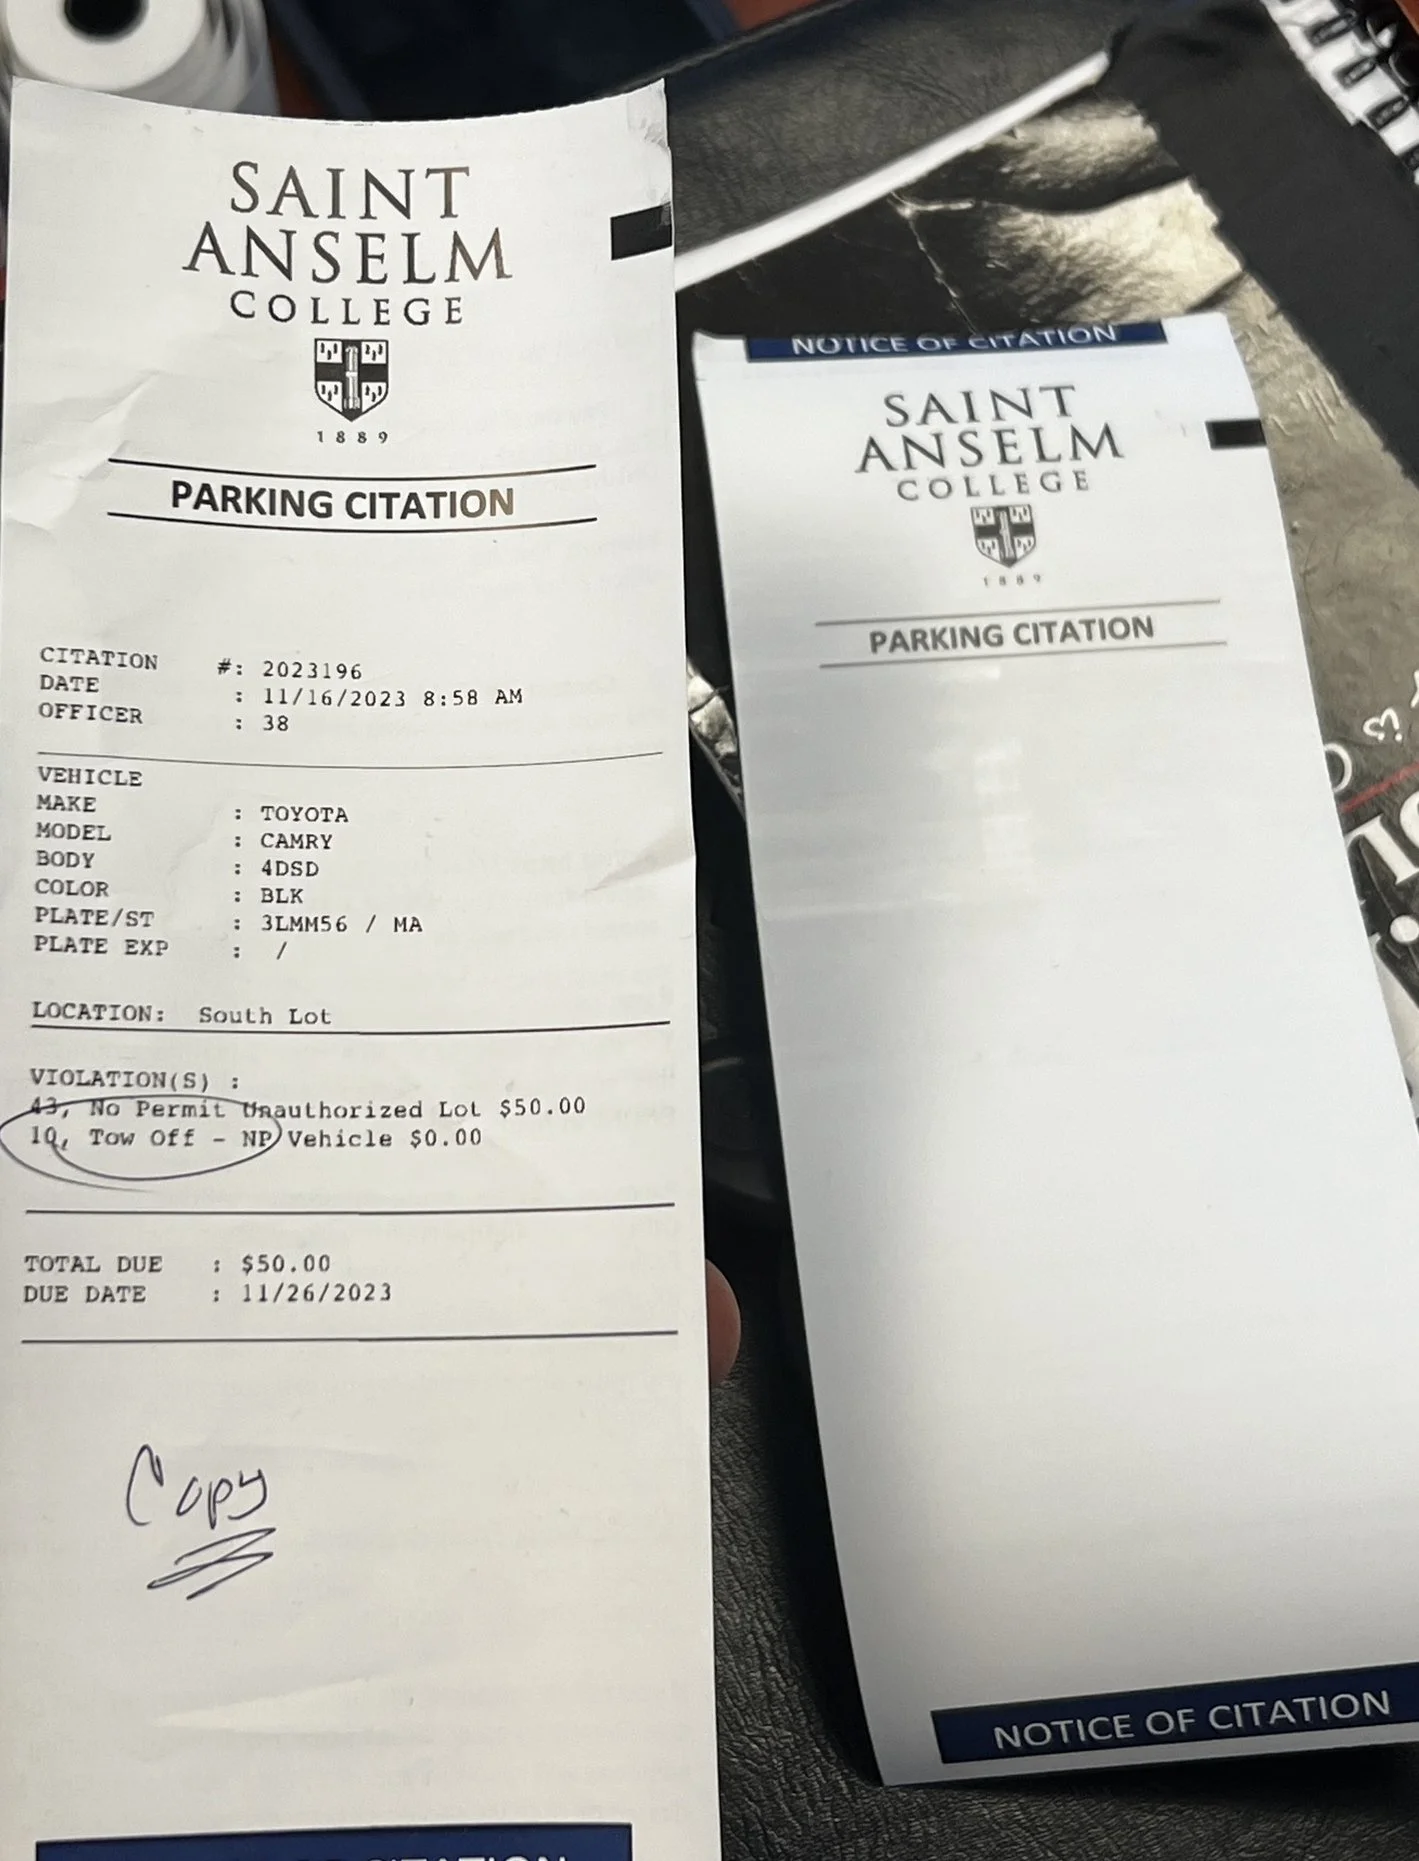 SAINT
ANSELM
COLLEGE
1889
PARKING CITATION
CITATION #: 2023196
DATE : 11/16/2023 8:58 AM
OFFICER : 38
VEHICLE
MAKE : TOYOTA
MODEL : CAMRY
BODY : 4DSD
COLOR : BLK
PLATE/ST : 3LMM56 / MA
PLATE EXP : /
LOCATION: South Lot
VIOLATION(S) :
43, No Permit Unauthorized Lot $50.00
10, Tow Off - NP Vehicle $0.00
TOTAL DUE : $50.00
DUE DATE : 11/26/2023
Copy
NOTICE OF CITATION
SAINT
ANSELM
COLLEGE
1889
PARKING CITATION
NOTICE OF CITATION